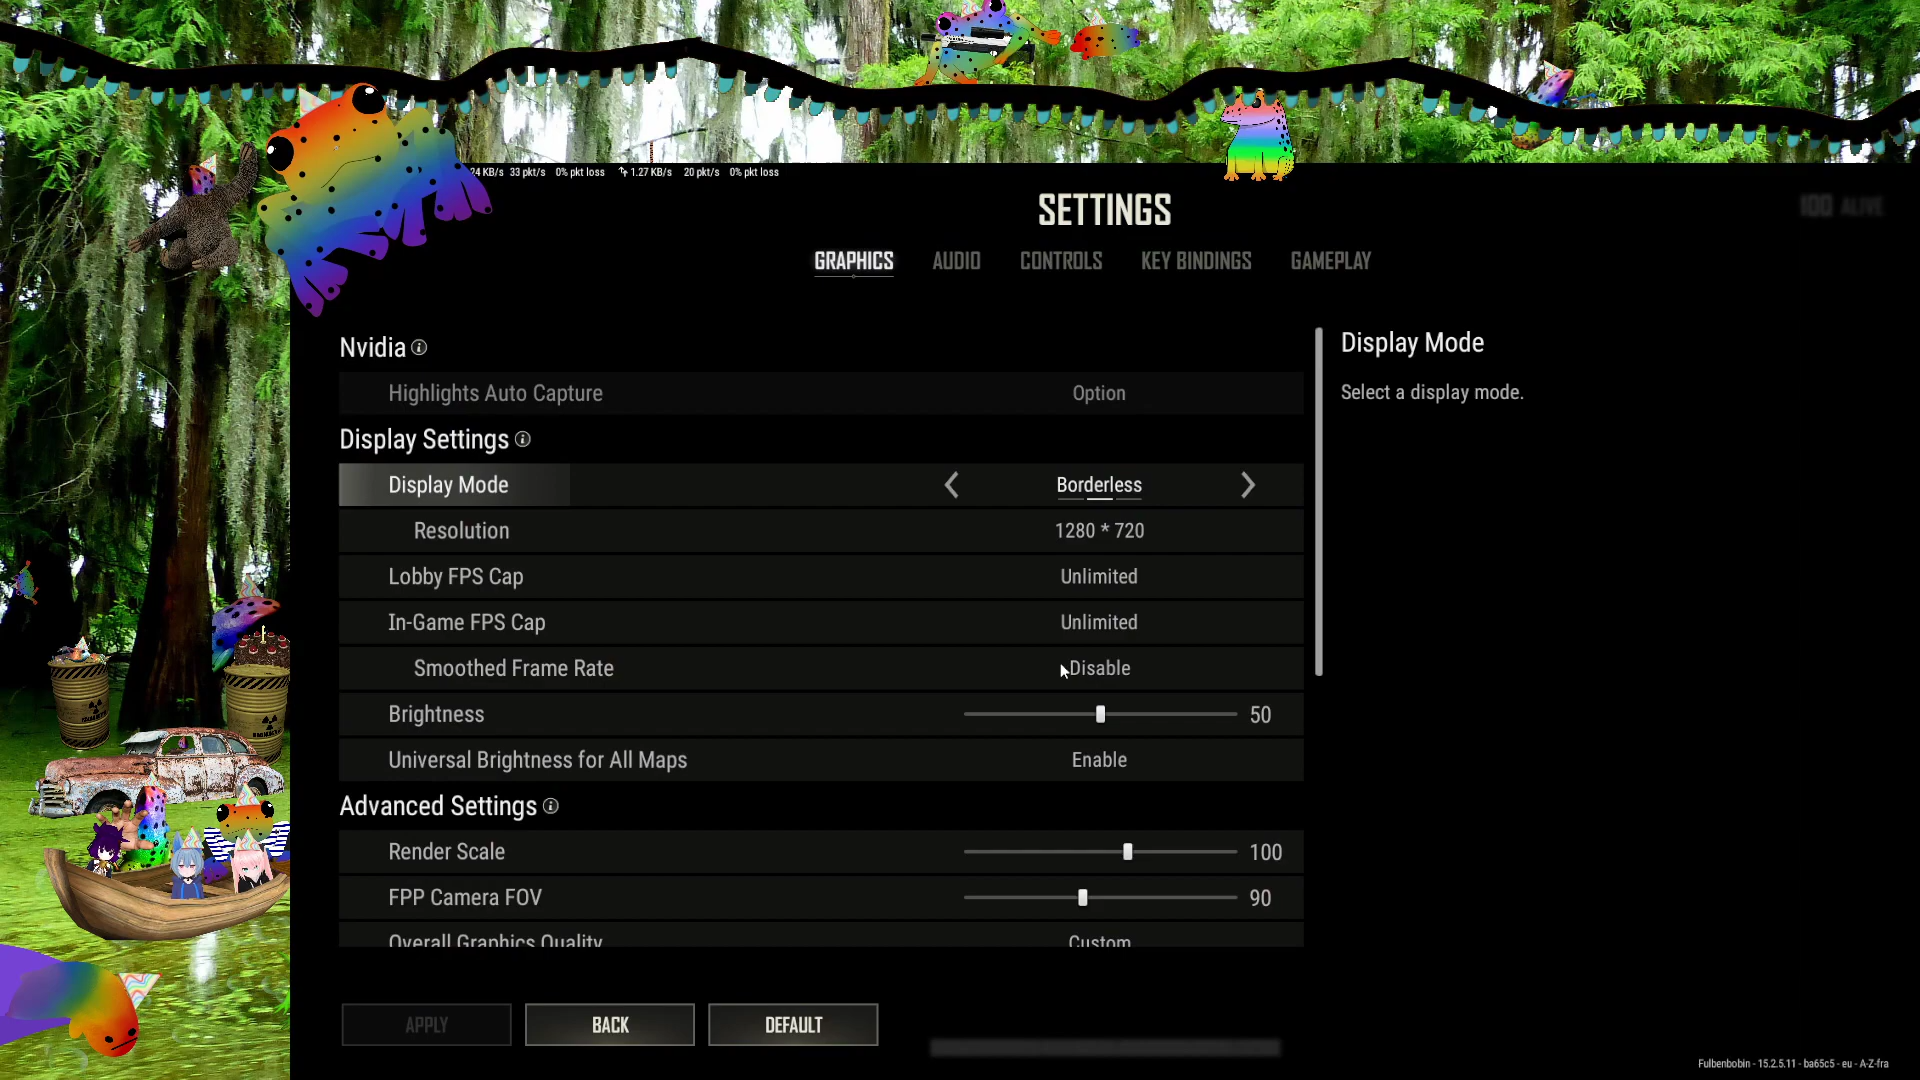 24 KB/s 33 pkt/s 0% pkt loss 1.27 KB/s 20 pkt/s 0% pkt loss
SETTINGS
100 ALIVE
GRAPHICS AUDIO CONTROLS KEY BINDINGS GAMEPLAY
Nvidia
Highlights Auto Capture Option
Display Settings
Display Mode Borderless
Resolution 1280 * 720
Lobby FPS Cap Unlimited
In-Game FPS Cap Unlimited
Smoothed Frame Rate Disable
Brightness 50
Universal Brightness for All Maps Enable
Advanced Settings
Render Scale 100
FPP Camera FOV 90
Overall Graphics Quality Custom
Display Mode
Select a display mode.
APPLY BACK DEFAULT
Fulbenbobin - 15.2.5.11 - ba65c5 - eu - A-Z-fra